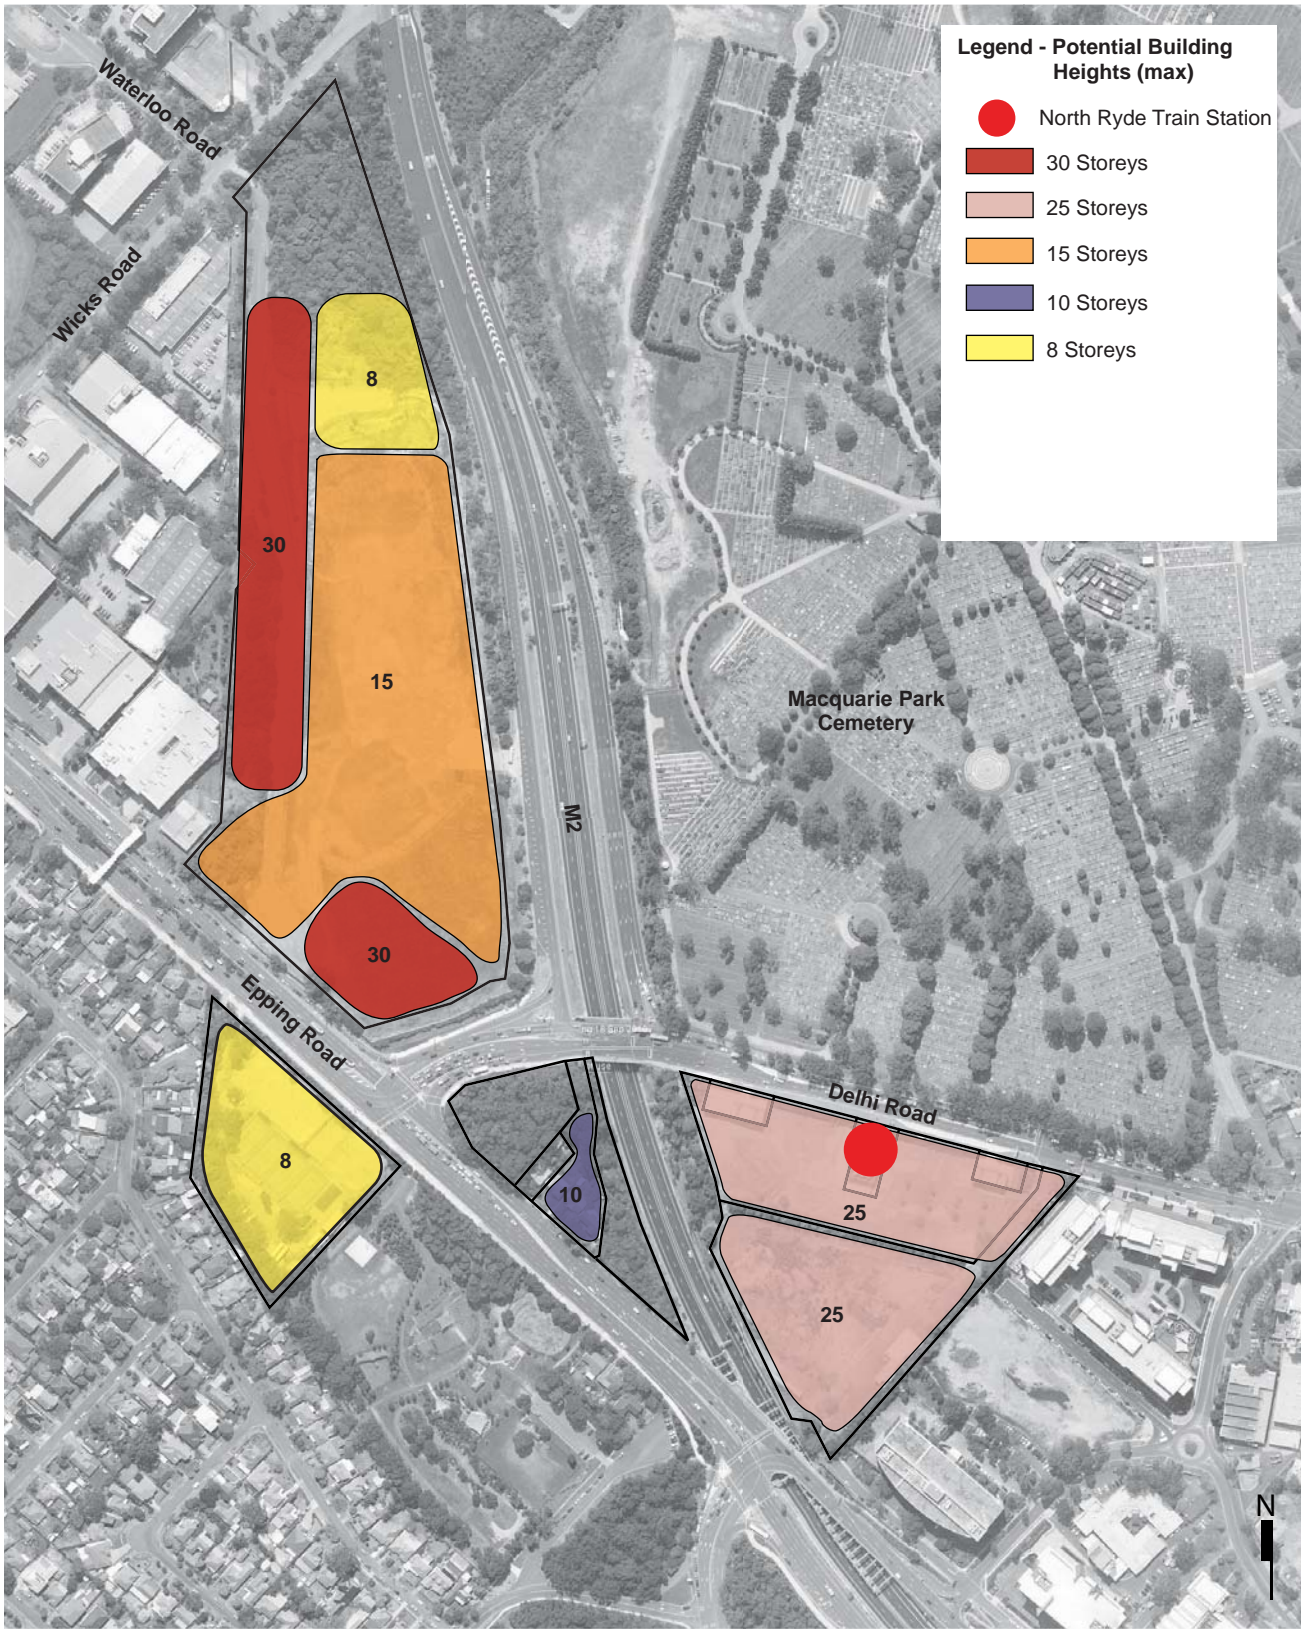 Legend - Potential Building
Heights (max)
North Ryde Train Station
30 Storeys
25 Storeys
15 Storeys
10 Storeys
8 Storeys
Waterloo Road
Wicks Road
8
30
15
Macquarie Park
Cemetery
M2
30
Epping Road
Delhi Road
8
10
25
25
N